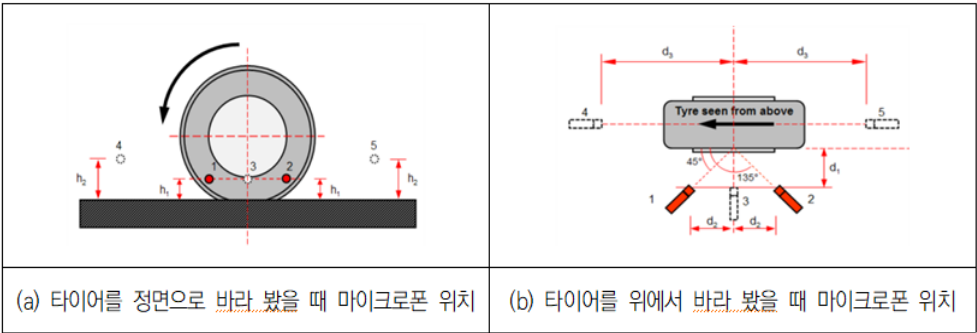 4
5
1
3
2
h₂
h₁
h₁
h₂
d₃
d₃
4
Tyre seen from above
5
45°
135°
d₁
1
3
2
d₂
d₂
(a) 타이어를 정면으로 바라 봤을 때 마이크로폰 위치
(b) 타이어를 위에서 바라 봤을 때 마이크로폰 위치